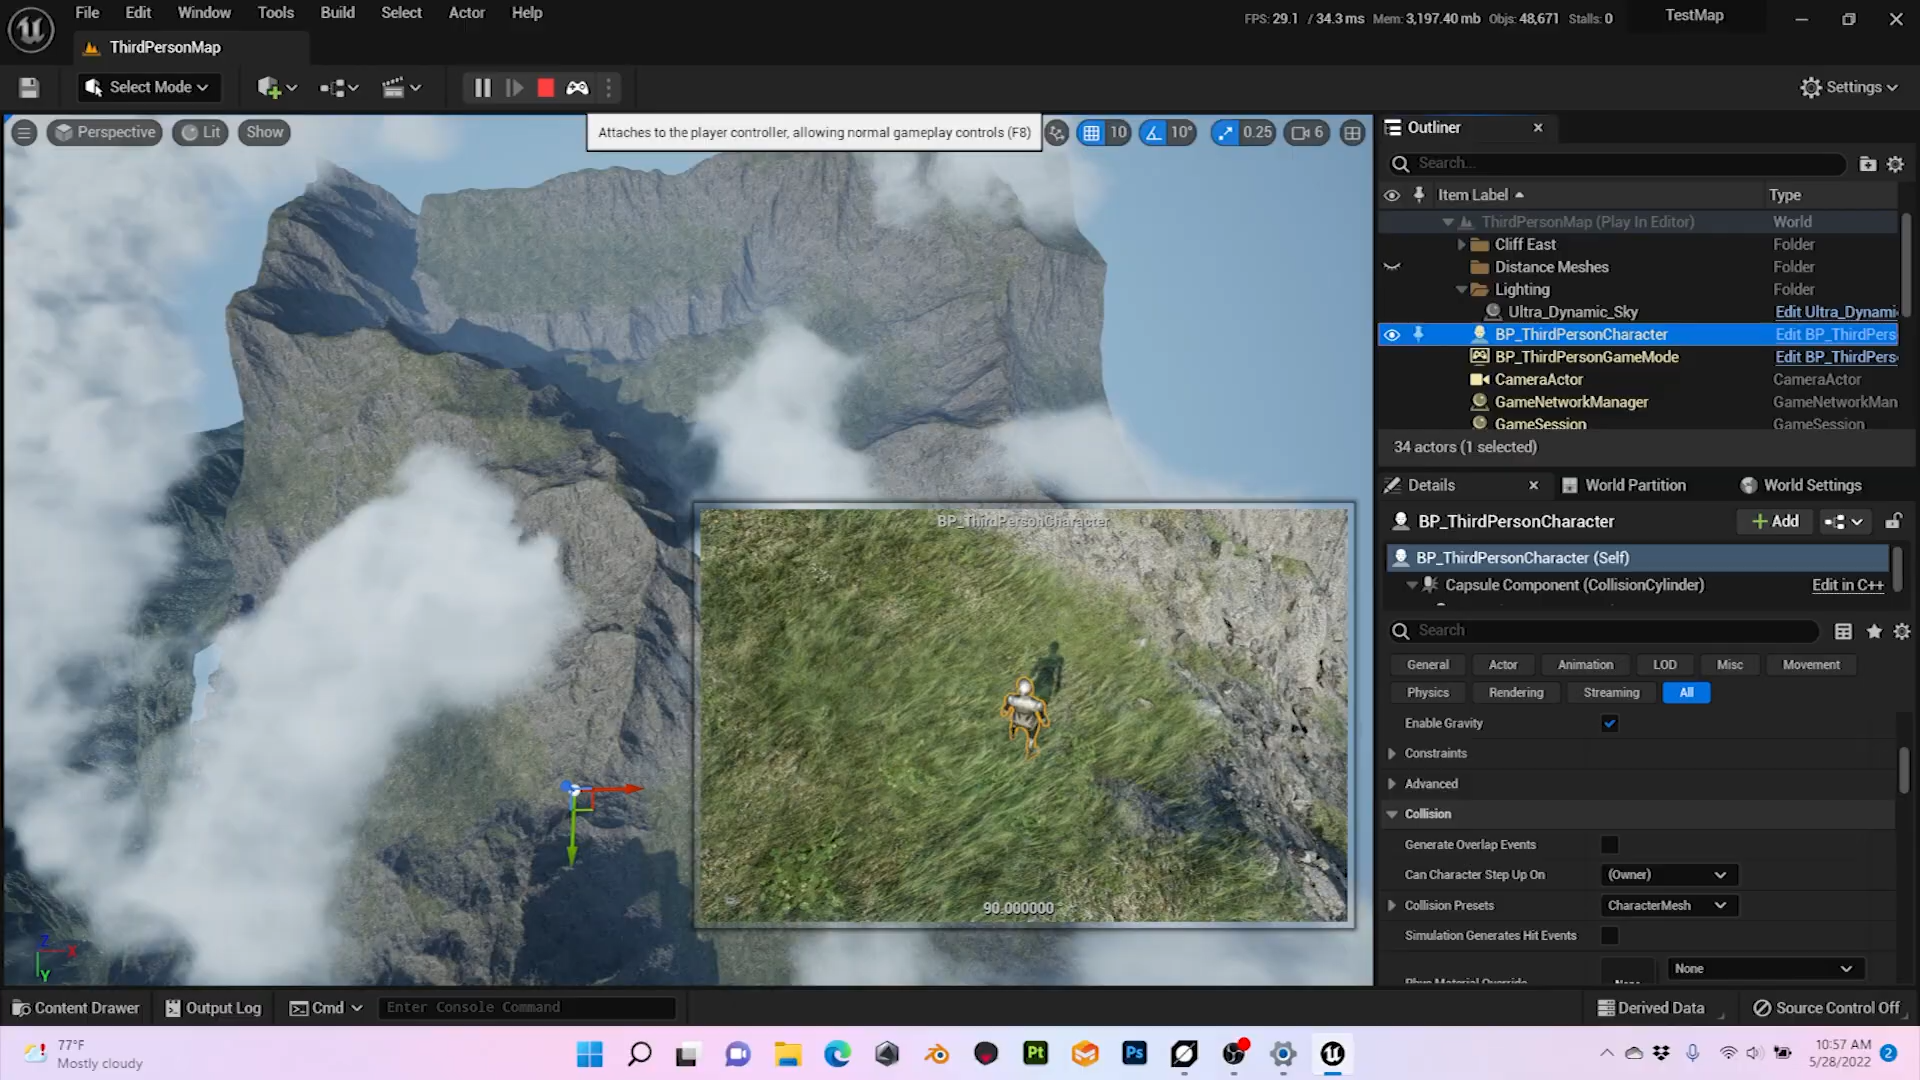 File Edit Window Tools Build Select Actor Help
FPS: 29.1 / 34.3 ms Mem: 3,197.40 mb Objs: 48,671 Stalls: 0
TestMap
ThirdPersonMap
Select Mode
Settings
Perspective Lit Show
Attaches to the player controller, allowing normal gameplay controls (F8)
10 10° 0.25 6
Outliner
Search...
Item Label Type
ThirdPersonMap (Play In Editor) World
Cliff East Folder
Distance Meshes Folder
Lighting Folder
Ultra_Dynamic_Sky Edit Ultra_Dynami
BP_ThirdPersonCharacter Edit BP_ThirdPers
BP_ThirdPersonGameMode Edit BP_ThirdPers
CameraActor CameraActor
GameNetworkManager GameNetworkMan
GameSession GameSession
34 actors (1 selected)
Details World Partition World Settings
BP_ThirdPersonCharacter
Add
BP_ThirdPersonCharacter (Self)
Capsule Component (CollisionCylinder) Edit in C++
Search
General Actor Animation LOD Misc Movement
Physics Rendering Streaming All
Enable Gravity
Constraints
Advanced
Collision
Generate Overlap Events
Can Character Step Up On (Owner)
Collision Presets CharacterMesh
Simulation Generates Hit Events
Phys Material Override None None
BP_ThirdPersonCharacter
90.000000
Z X
Y
Content Drawer Output Log Cmd Enter Console Command
Derived Data Source Control Off
77°F
Mostly cloudy
Pt
Ps
10:57 AM
5/28/2022
2